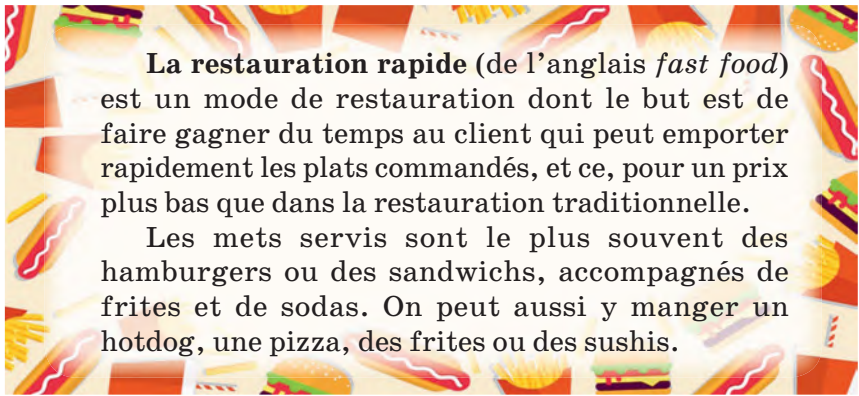 La restauration rapide (de l’anglais fast food)
est un mode de restauration dont le but est de
faire gagner du temps au client qui peut emporter
rapidement les plats commandés, et ce, pour un prix
plus bas que dans la restauration traditionnelle.
Les mets servis sont le plus souvent des
hamburgers ou des sandwichs, accompagnés de
frites et de sodas. On peut aussi y manger un
hotdog, une pizza, des frites ou des sushis.